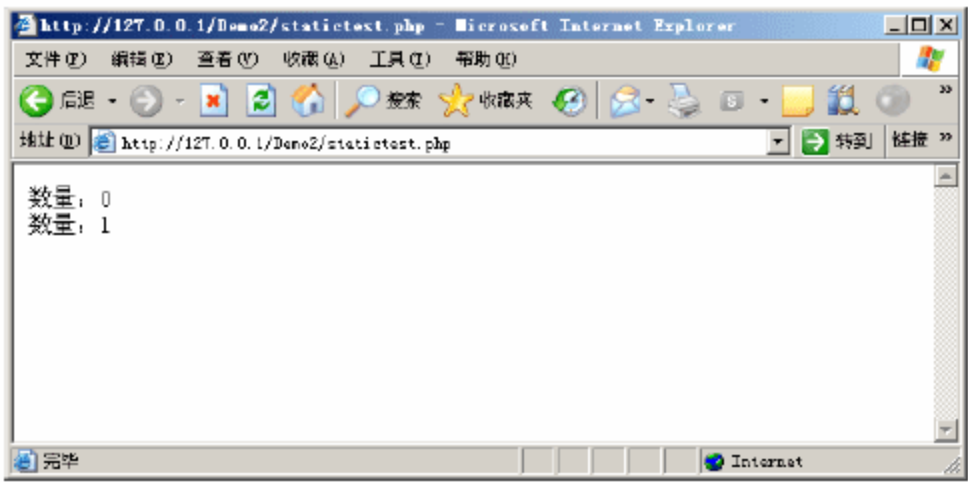 http://127.0.0.1/Demo2/statictest.php - Microsoft Internet Explorer
文件(F) 编辑(E) 查看(V) 收藏(A) 工具(T) 帮助(H)
后退 搜索 收藏夹 S »
地址(D) http://127.0.0.1/Demo2/statictest.php 转到 链接 »
数量：0
数量：1
完毕 Internet